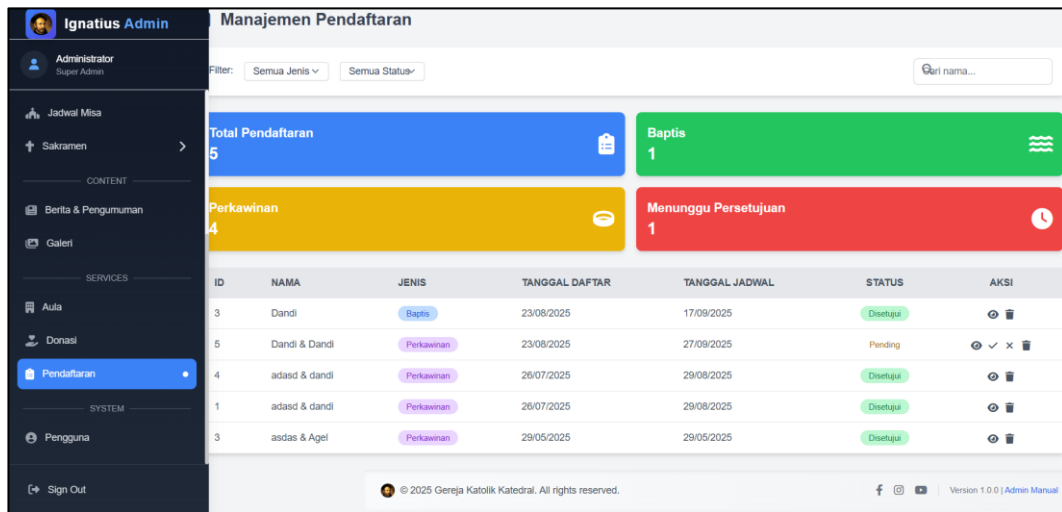 Ignatius Admin
Administrator
Super Admin
Jadwal Misa
Sakramen
CONTENT
Berita & Pengumuman
Galeri
SERVICES
Aula
Donasi
Pendaftaran
SYSTEM
Pengguna
Sign Out
Manajemen Pendaftaran
Filter: Semua Jenis Semua Status Cari nama...
Total Pendaftaran
5
Baptis
1
Perkawinan
4
Menunggu Persetujuan
1
ID NAMA JENIS TANGGAL DAFTAR TANGGAL JADWAL STATUS AKSI
3 Dandi Baptis 23/08/2025 17/09/2025 Disetujui
5 Dandi & Dandi Perkawinan 23/08/2025 27/09/2025 Pending
4 adasd & dandi Perkawinan 26/07/2025 29/08/2025 Disetujui
1 adasd & dandi Perkawinan 26/07/2025 29/08/2025 Disetujui
3 asdas & Agel Perkawinan 29/05/2025 29/05/2025 Disetujui
© 2025 Gereja Katolik Katedral. All rights reserved. Version 1.0.0 | Admin Manual